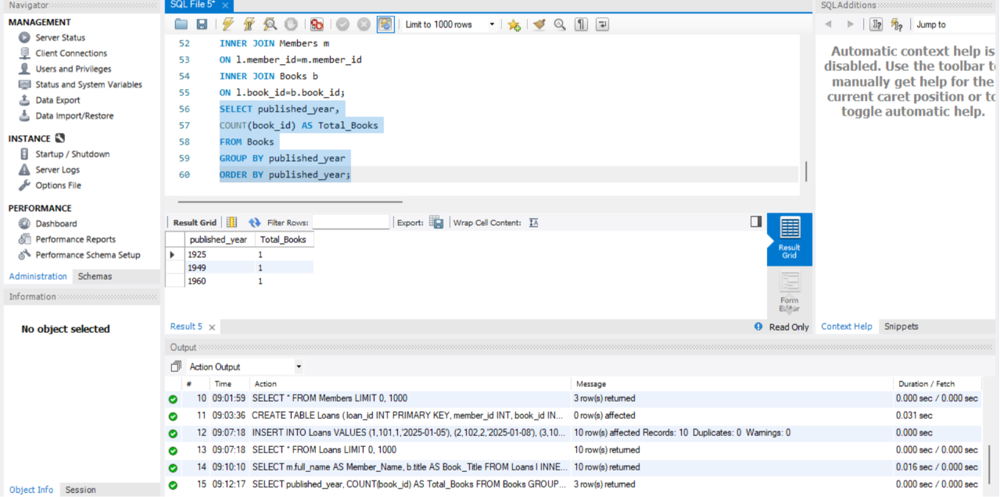 Navigator
MANAGEMENT
Server Status
Client Connections
Users and Privileges
Status and System Variables
Data Export
Data Import/Restore
INSTANCE
Startup / Shutdown
Server Logs
Options File
PERFORMANCE
Dashboard
Performance Reports
Performance Schema Setup
Administration Schemas
Information
No object selected
Object Info Session
SQL File 5*
Limit to 1000 rows
52 INNER JOIN Members m
53 ON l.member_id=m.member_id
54 INNER JOIN Books b
55 ON l.book_id=b.book_id;
56 SELECT published_year,
57 COUNT(book_id) AS Total_Books
58 FROM Books
59 GROUP BY published_year
60 ORDER BY published_year;
Result Grid Filter Rows: Export: Wrap Cell Content:
published_year Total_Books
1925 1
1949 1
1960 1
Result Grid
Form Editor
Result 5
Read Only
SQLAdditions
Jump to
Automatic context help is
disabled. Use the toolbar to
manually get help for the
current caret position or to
toggle automatic help.
Context Help Snippets
Output
Action Output
# Time Action Message Duration / Fetch
10 09:01:59 SELECT * FROM Members LIMIT 0, 1000 3 row(s) returned 0.000 sec / 0.000 sec
11 09:03:36 CREATE TABLE Loans ( loan_id INT PRIMARY KEY, member_id INT, book_id IN... 0 row(s) affected 0.031 sec
12 09:07:18 INSERT INTO Loans VALUES (1,101,1,'2025-01-05'), (2,102,2,'2025-01-08'), (3,10... 10 row(s) affected Records: 10 Duplicates: 0 Warnings: 0 0.000 sec
13 09:07:18 SELECT * FROM Loans LIMIT 0, 1000 10 row(s) returned 0.000 sec / 0.000 sec
14 09:10:10 SELECT m.full_name AS Member_Name, b.title AS Book_Title FROM Loans l INNE... 10 row(s) returned 0.016 sec / 0.000 sec
15 09:12:17 SELECT published_year, COUNT(book_id) AS Total_Books FROM Books GROUP... 3 row(s) returned 0.000 sec / 0.000 sec